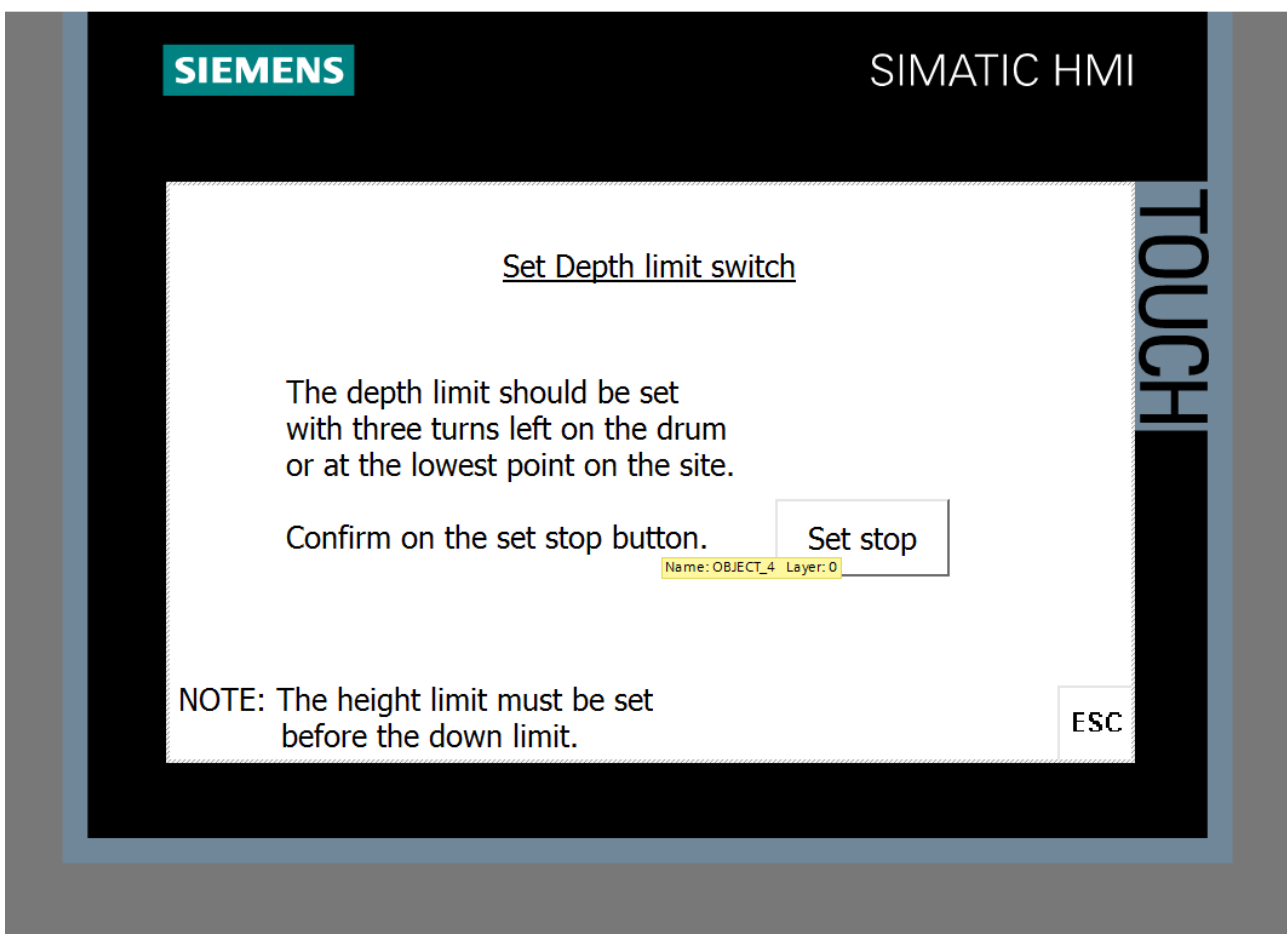 SIEMENS
SIMATIC HMI
TOUCH
Set Depth limit switch
The depth limit should be set
with three turns left on the drum
or at the lowest point on the site.
Confirm on the set stop button.
Set stop
Name: OBJECT_4 Layer: 0
NOTE: The height limit must be set
before the down limit.
ESC